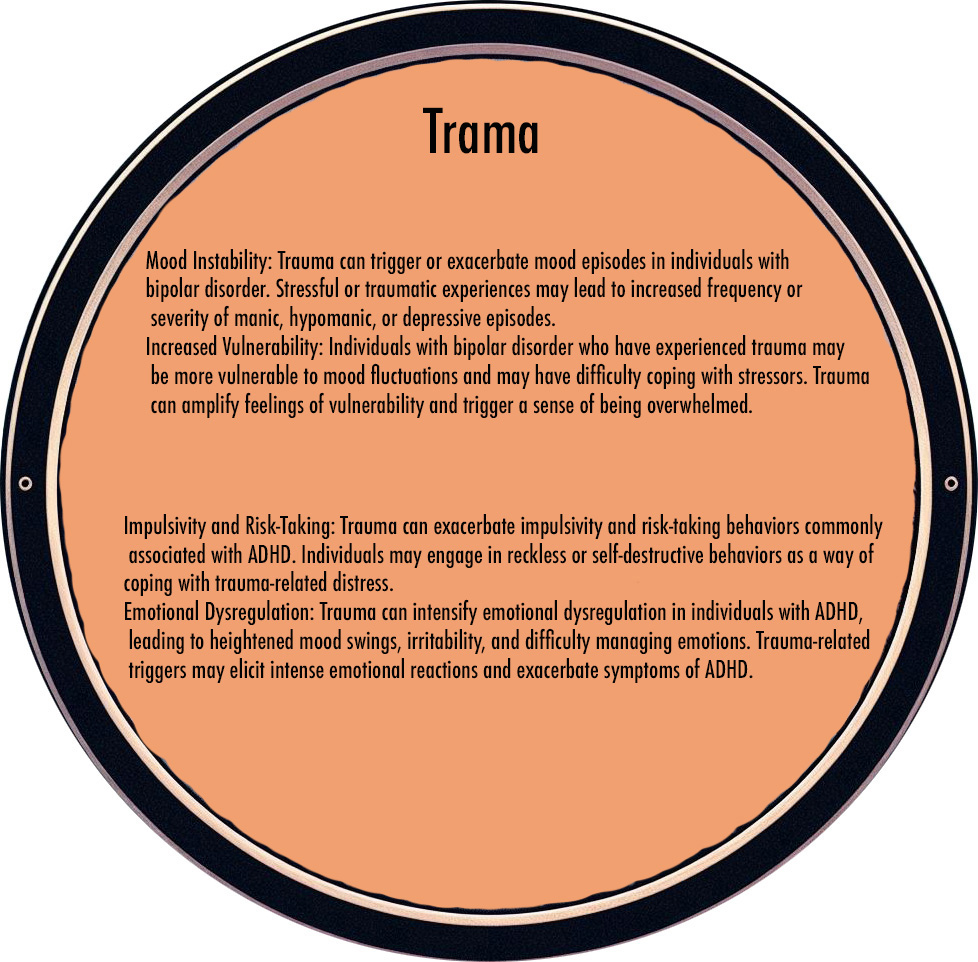 Trama
Mood Instability: Trauma can trigger or exacerbate mood episodes in individuals with
bipolar disorder. Stressful or traumatic experiences may lead to increased frequency or
severity of manic, hypomanic, or depressive episodes.
Increased Vulnerability: Individuals with bipolar disorder who have experienced trauma may
be more vulnerable to mood fluctuations and may have difficulty coping with stressors. Trauma
can amplify feelings of vulnerability and trigger a sense of being overwhelmed.
Impulsivity and Risk-Taking: Trauma can exacerbate impulsivity and risk-taking behaviors commonly
associated with ADHD. Individuals may engage in reckless or self-destructive behaviors as a way of
coping with trauma-related distress.
Emotional Dysregulation: Trauma can intensify emotional dysregulation in individuals with ADHD,
leading to heightened mood swings, irritability, and difficulty managing emotions. Trauma-related
triggers may elicit intense emotional reactions and exacerbate symptoms of ADHD.